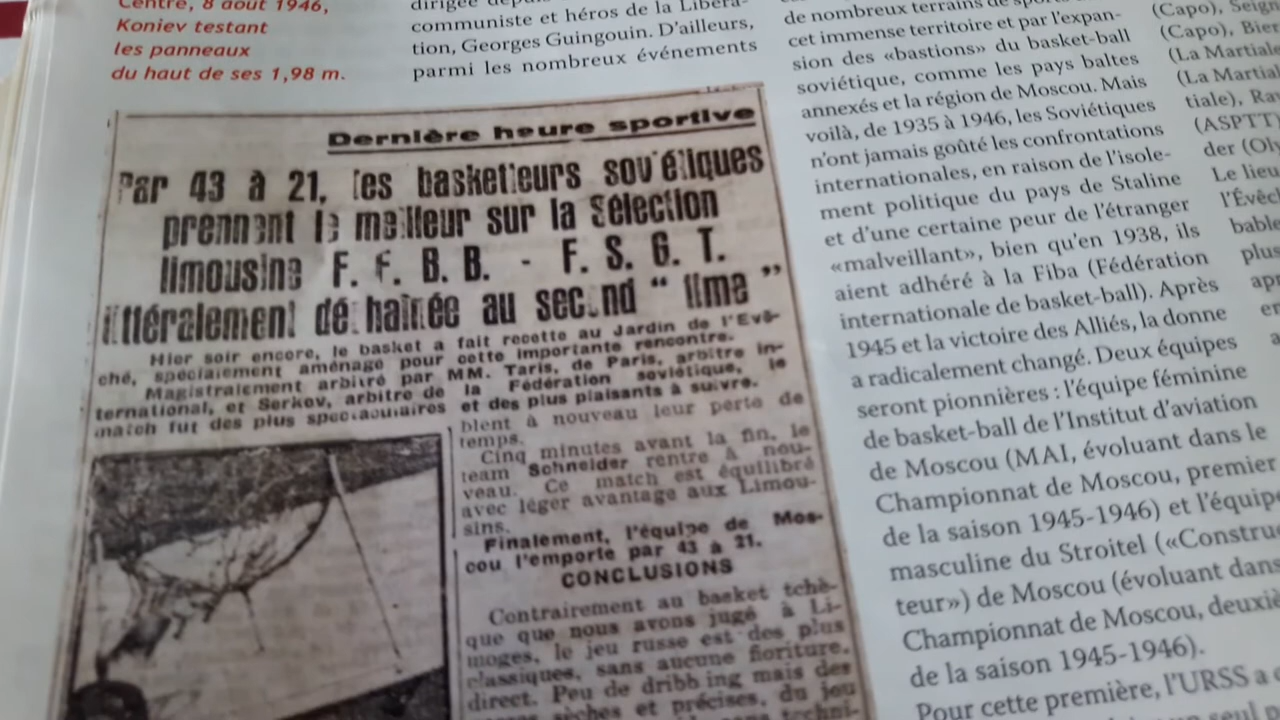 Centre, 8 août 1946,
Koniev testant
les panneaux
du haut de ses 1,98 m.
communiste et héros de la Libéra-
tion, Georges Guingouin. D'ailleurs,
parmi les nombreux événements
Dernière heure sportive
Par 43 à 21, les basketteurs soviétiques
prennent le meilleur sur la Sélection
limousine F. F. B. B. - F. S. G. T.
littéralement déchaînée au second " time "
Hier soir encore, le basket a fait recette au Jardin de l'Evê-
ché, spécialement aménagé pour cette importante rencontre.
Magistralement arbitré par MM. Taris, de Paris, arbitre in-
ternational, et Serkov, arbitre de la Fédération soviétique, le
match fut des plus spectaculaires et des plus plaisants à suivre.
blent à nouveau leur perte de
temps.
Cinq minutes avant la fin, le
team Schneider rentre à nou-
veau. Ce match est équilibré
avec léger avantage aux Limou-
sins.
Finalement, l'équipe de Mos-
cou l'emporte par 43 à 21.
CONCLUSIONS
Contrairement au basket tchè-
que que nous avons jugé à Li-
moges, le jeu russe est des plus
classiques, sans aucune fioriture.
direct. Peu de dribbling mais des
sèches et précises, du jeu
de nombreux terrains de sports
cet immense territoire et par l'expan-
sion des «bastions» du basket-ball
soviétique, comme les pays baltes
annexés et la région de Moscou. Mais
voilà, de 1935 à 1946, les Soviétiques
n'ont jamais goûté les confrontations
internationales, en raison de l'isole-
ment politique du pays de Staline
et d'une certaine peur de l'étranger
«malveillant», bien qu'en 1938, ils
aient adhéré à la Fiba (Fédération
internationale de basket-ball). Après
1945 et la victoire des Alliés, la donne
a radicalement changé. Deux équipes
seront pionnières : l'équipe féminine
de basket-ball de l'Institut d'aviation
de Moscou (MAI, évoluant dans le
Championnat de Moscou, premier
de la saison 1945-1946) et l'équipe
masculine du Stroitel («Constru
teur») de Moscou (évoluant dans
Championnat de Moscou, deuxiè
de la saison 1945-1946).
Pour cette première, l'URSS a
(Capo), Seign
(Capo), Bier
(La Martiale
(La Martial
tiale), Ra
(ASPTT)
der (Oly
Le lieu
l'Évêch
bable
plus